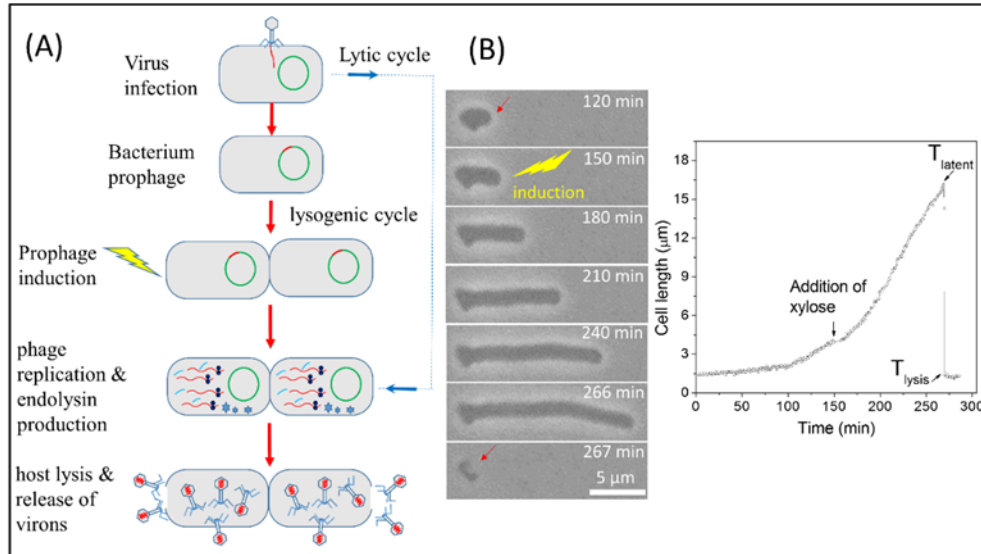 (A)
Virus
infection
Lytic cycle
Bacterium
prophage
lysogenic cycle
Prophage
induction
phage
replication &
endolysin
production
host lysis &
release of
virons
(B)
120 min
150 min
induction
180 min
210 min
240 min
266 min
267 min
5 μm
Cell length (μm)
18
15
12
9
6
3
0
Addition of
xylose
T latent
T lysis
0 50 100 150 200 250 300
Time (min)